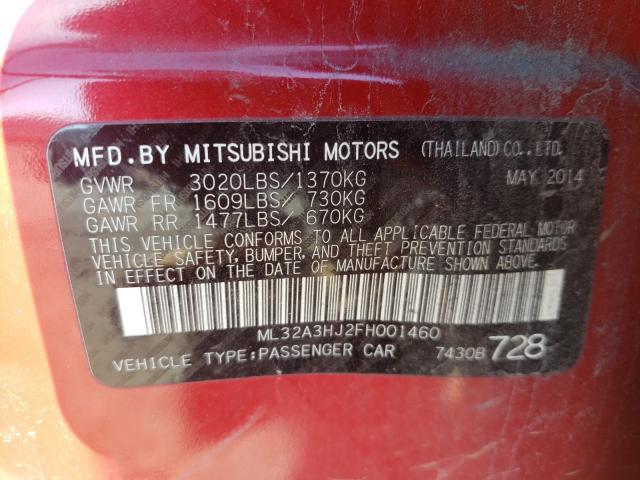 MFD.BY MITSUBISHI MOTORS (THAILAND)CO.,LTD.
GVWR 3020LBS/1370KG MAY 2014
GAWR FR 1609LBS/ 730KG
GAWR RR 1477LBS/ 670KG
THIS VEHICLE CONFORMS TO ALL APPLICABLE FEDERAL MOTOR
VEHICLE SAFETY, BUMPER, AND THEFT PREVENTION STANDARDS
IN EFFECT ON THE DATE OF MANUFACTURE SHOWN ABOVE.
ML32A3HJ2FH001460
VEHICLE TYPE:PASSENGER CAR 7430B 728